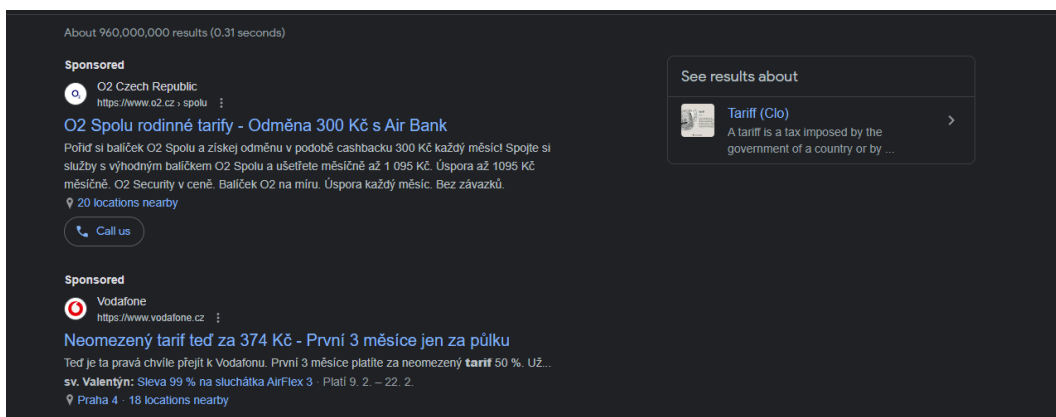 About 960,000,000 results (0.31 seconds)
Sponsored
O2 Czech Republic
https://www.o2.cz › spolu
O2 Spolu rodinné tarify - Odměna 300 Kč s Air Bank
Pořiď si balíček O2 Spolu a získej odměnu v podobě cashbacku 300 Kč každý měsíc! Spojte si
služby s výhodným balíčkem O2 Spolu a ušetřete měsíčně až 1 095 Kč. Úspora až 1095 Kč
měsíčně. O2 Security v ceně. Balíček O2 na míru. Úspora každý měsíc. Bez závazků.
20 locations nearby
Call us
Sponsored
Vodafone
https://www.vodafone.cz
Neomezený tarif teď za 374 Kč - První 3 měsíce jen za půlku
Teď je ta pravá chvíle přejít k Vodafonu. První 3 měsíce platíte za neomezený tarif 50 %. Už...
sv. Valentýn: Sleva 99 % na sluchátka AirFlex 3 · Platí 9. 2. – 22. 2.
Praha 4 · 18 locations nearby
See results about
Tariff (Clo)
A tariff is a tax imposed by the
government of a country or by ...